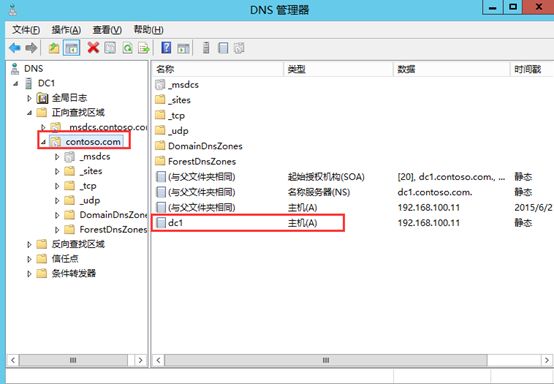 DNS 管理器
文件(F) 操作(A) 查看(V) 帮助(H)
DNS
DC1
全局日志
正向查找区域
_msdcs.contoso.co
contoso.com
_msdcs
_sites
_tcp
_udp
DomainDnsZones
ForestDnsZones
反向查找区域
信任点
条件转发器
名称 类型 数据 时间戳
_msdcs
_sites
_tcp
_udp
DomainDnsZones
ForestDnsZones
(与父文件夹相同) 起始授权机构(SOA) [20], dc1.contoso.com., ... 静态
(与父文件夹相同) 名称服务器(NS) dc1.contoso.com. 静态
(与父文件夹相同) 主机(A) 192.168.100.11 2015/6/2
dc1 主机(A) 192.168.100.11 静态